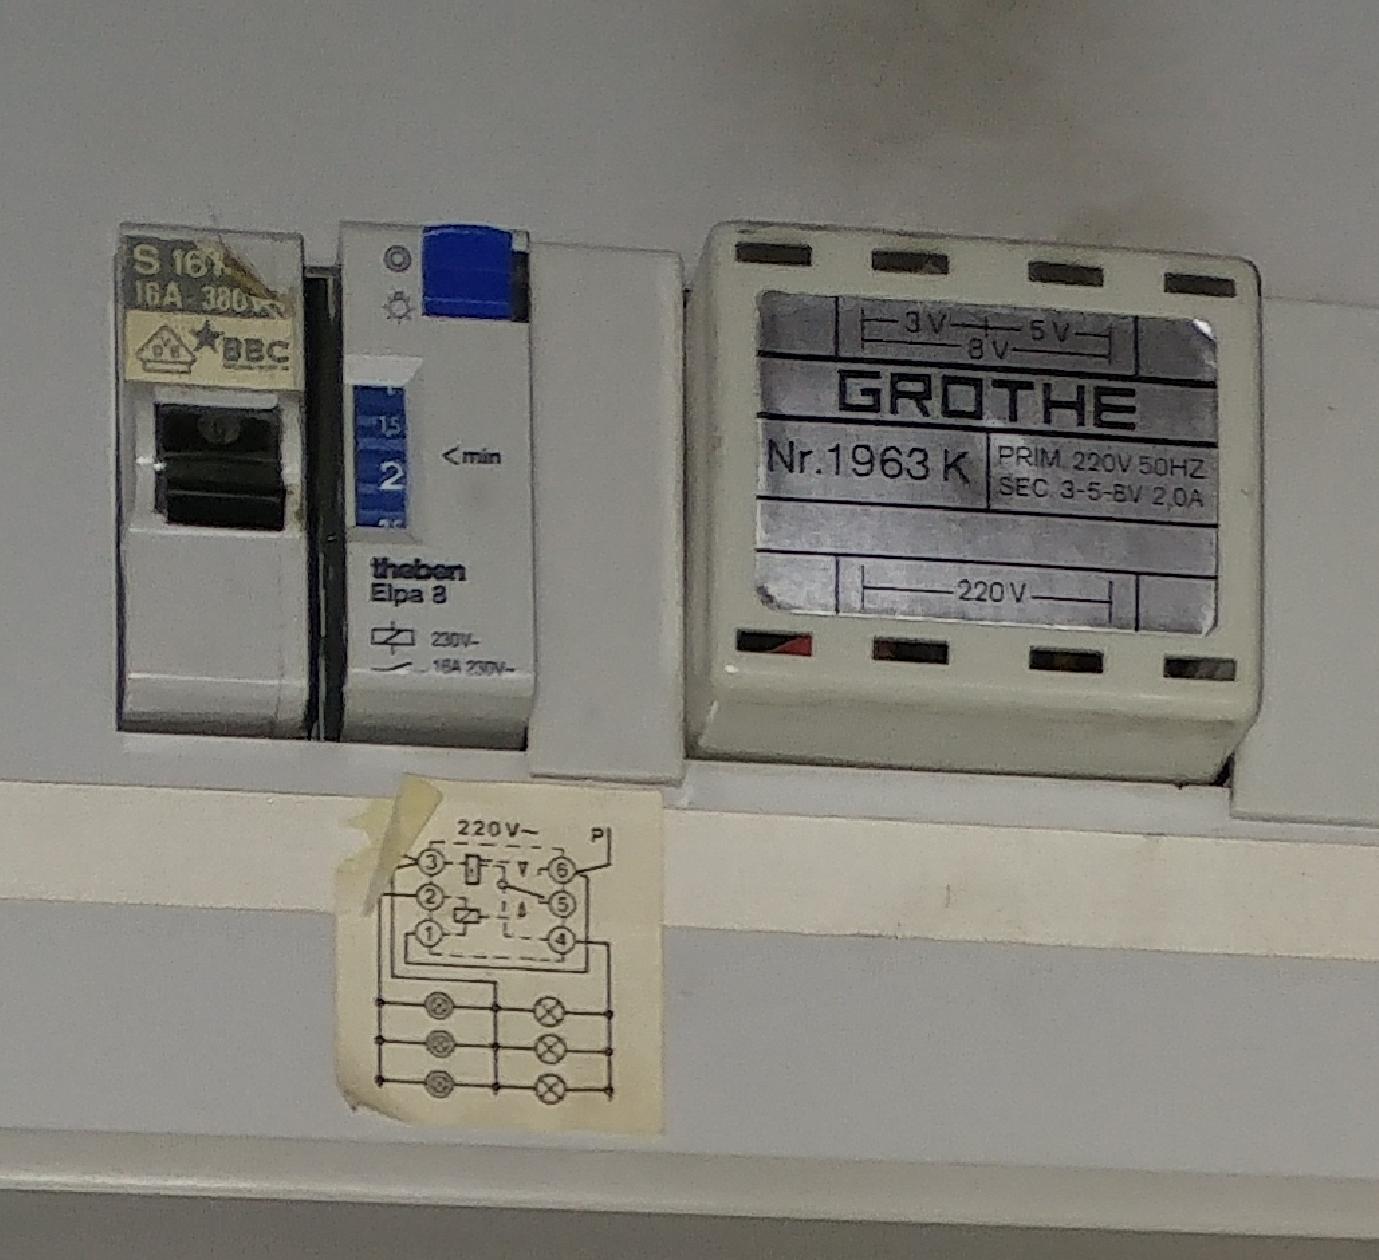 S 161
16A 380V
BBC
1,5
<min
2
theben
Elpa 8
230V~
16A 230V~
3V 5V
8V
GROTHE
Nr.1963 K
PRIM. 220V 50HZ
SEC. 3-5-8V 2,0A
220V
220V~ P
3 6
2 5
1 4